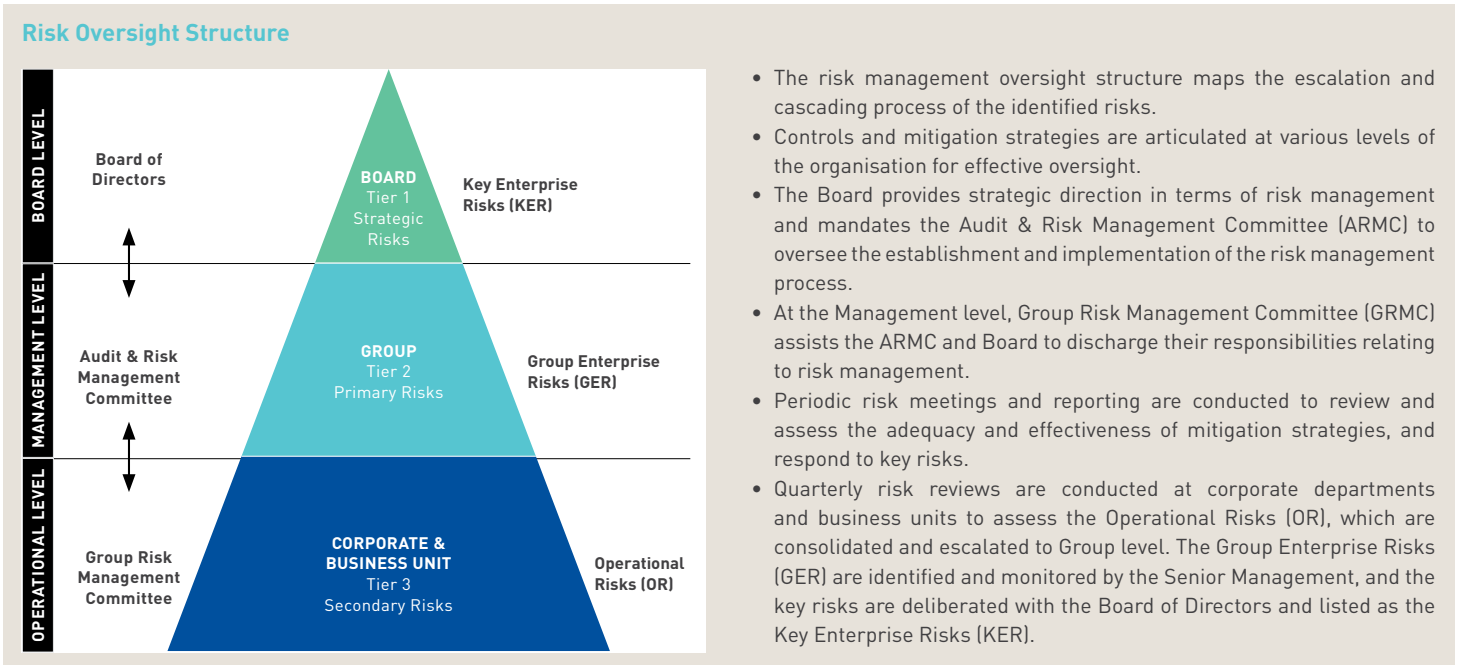 Risk Oversight Structure
BOARD LEVEL
Board of
Directors
BOARD
Tier 1
Strategic
Risks
Key Enterprise
Risks (KER)
MANAGEMENT LEVEL
Audit & Risk
Management
Committee
GROUP
Tier 2
Primary Risks
Group Enterprise
Risks (GER)
OPERATIONAL LEVEL
Group Risk
Management
Committee
CORPORATE &
BUSINESS UNIT
Tier 3
Secondary Risks
Operational
Risks (OR)
• The risk management oversight structure maps the escalation and
cascading process of the identified risks.
• Controls and mitigation strategies are articulated at various levels of
the organisation for effective oversight.
• The Board provides strategic direction in terms of risk management
and mandates the Audit & Risk Management Committee (ARMC) to
oversee the establishment and implementation of the risk management
process.
• At the Management level, Group Risk Management Committee (GRMC)
assists the ARMC and Board to discharge their responsibilities relating
to risk management.
• Periodic risk meetings and reporting are conducted to review and
assess the adequacy and effectiveness of mitigation strategies, and
respond to key risks.
• Quarterly risk reviews are conducted at corporate departments
and business units to assess the Operational Risks (OR), which are
consolidated and escalated to Group level. The Group Enterprise Risks
(GER) are identified and monitored by the Senior Management, and the
key risks are deliberated with the Board of Directors and listed as the
Key Enterprise Risks (KER).